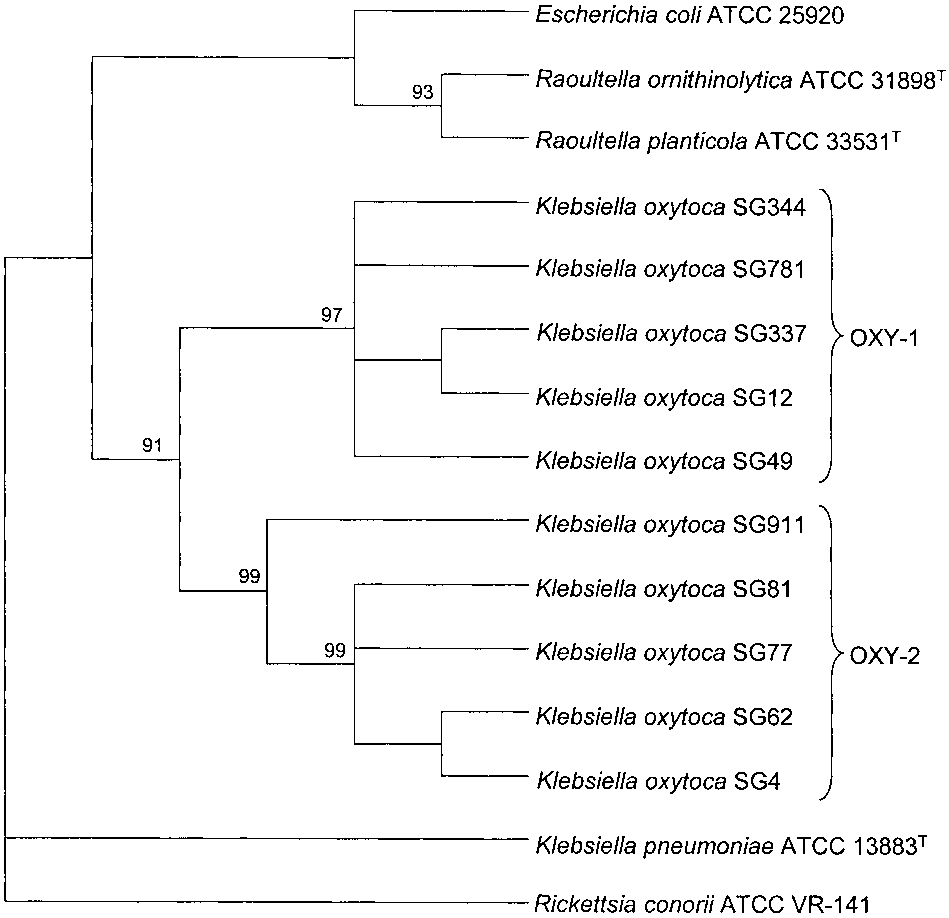 Escherichia coli ATCC 25920
93
Raoultella ornithinolytica ATCC 31898ᵀ
Raoultella planticola ATCC 33531ᵀ
Klebsiella oxytoca SG344
Klebsiella oxytoca SG781
97
Klebsiella oxytoca SG337
OXY-1
Klebsiella oxytoca SG12
91
Klebsiella oxytoca SG49
Klebsiella oxytoca SG911
99
Klebsiella oxytoca SG81
99
Klebsiella oxytoca SG77
OXY-2
Klebsiella oxytoca SG62
Klebsiella oxytoca SG4
Klebsiella pneumoniae ATCC 13883ᵀ
Rickettsia conorii ATCC VR-141